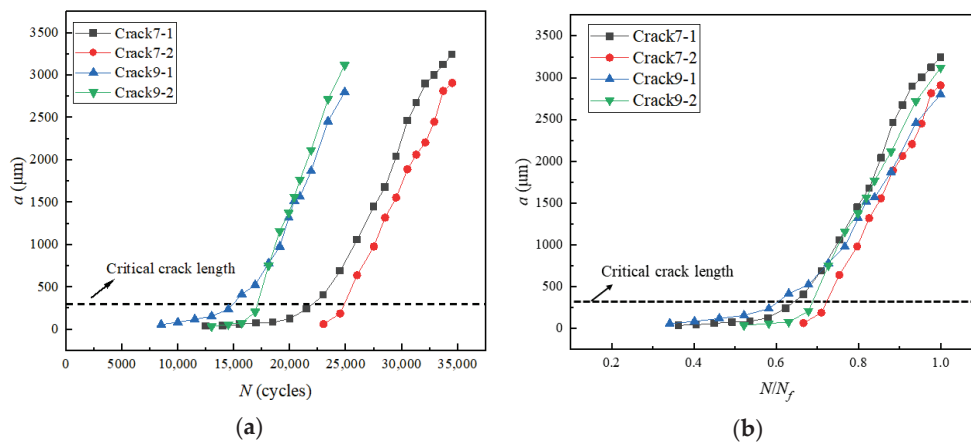 3500
3000
2500
2000
1500
1000
500
0
a (μm)
Crack7-1
Crack7-2
Crack9-1
Crack9-2
Critical crack length
0
5000
10,000
15,000
20,000
25,000
30,000
35,000
N (cycles)
(a)
3500
3000
2500
2000
1500
1000
500
0
a (μm)
Crack7-1
Crack7-2
Crack9-1
Crack9-2
Critical crack length
0.2
0.4
0.6
0.8
1.0
N/Nf
(b)